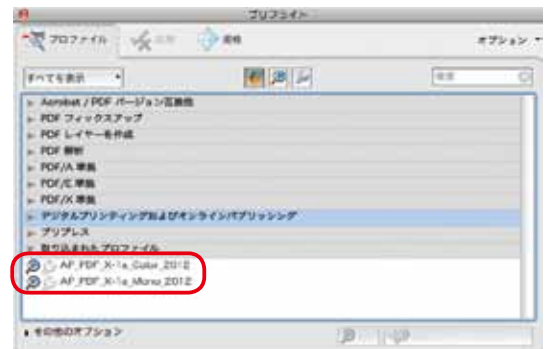 プリフライト
プロファイル 結果 規格 オプション
すべてを表示 検索
Acrobat / PDF バージョン互換性
PDF フィックスアップ
PDF レイヤーを作成
PDF 解析
PDF/A 準拠
PDF/E 準拠
PDF/X 準拠
デジタルプリンティングおよびオンラインパブリッシング
プリプレス
取り込まれたプロファイル
AP_PDF_X-1a_Color_2012
AP_PDF_X-1a_Mono_2012
その他のオプション